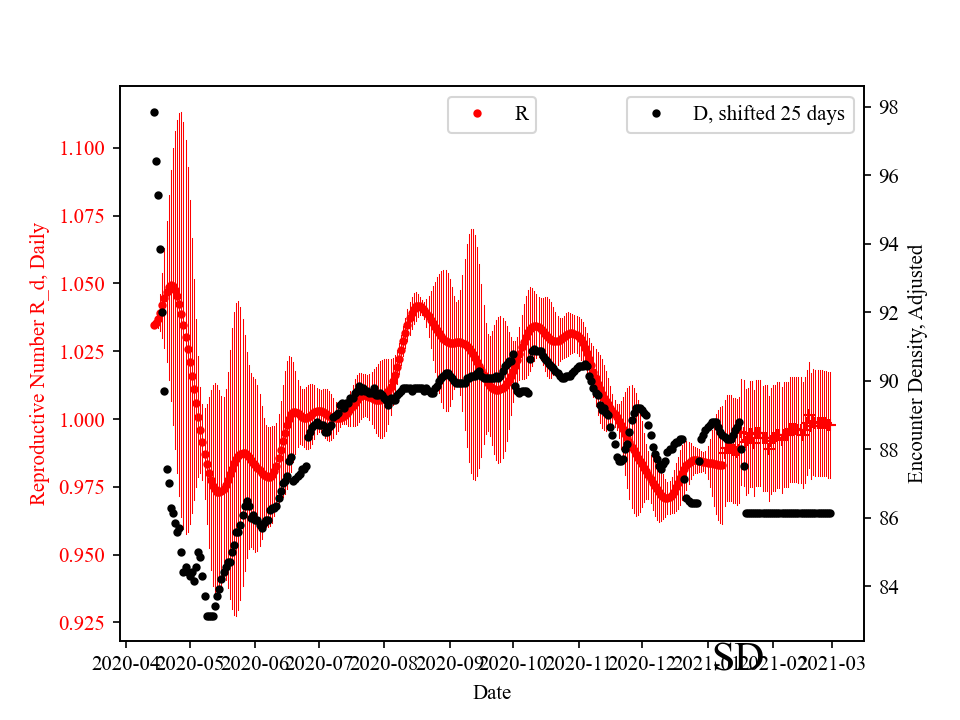 R
D, shifted 25 days
Reproductive Number R_d, Daily
1.100
1.075
1.050
1.025
1.000
0.975
0.950
0.925
98
96
94
92
90
88
86
84
Encounter Density, Adjusted
2020-04 2020-05 2020-06 2020-07 2020-08 2020-09 2020-10 2020-11 2020-12 2021-01 2021-02 2021-03
SD
Date